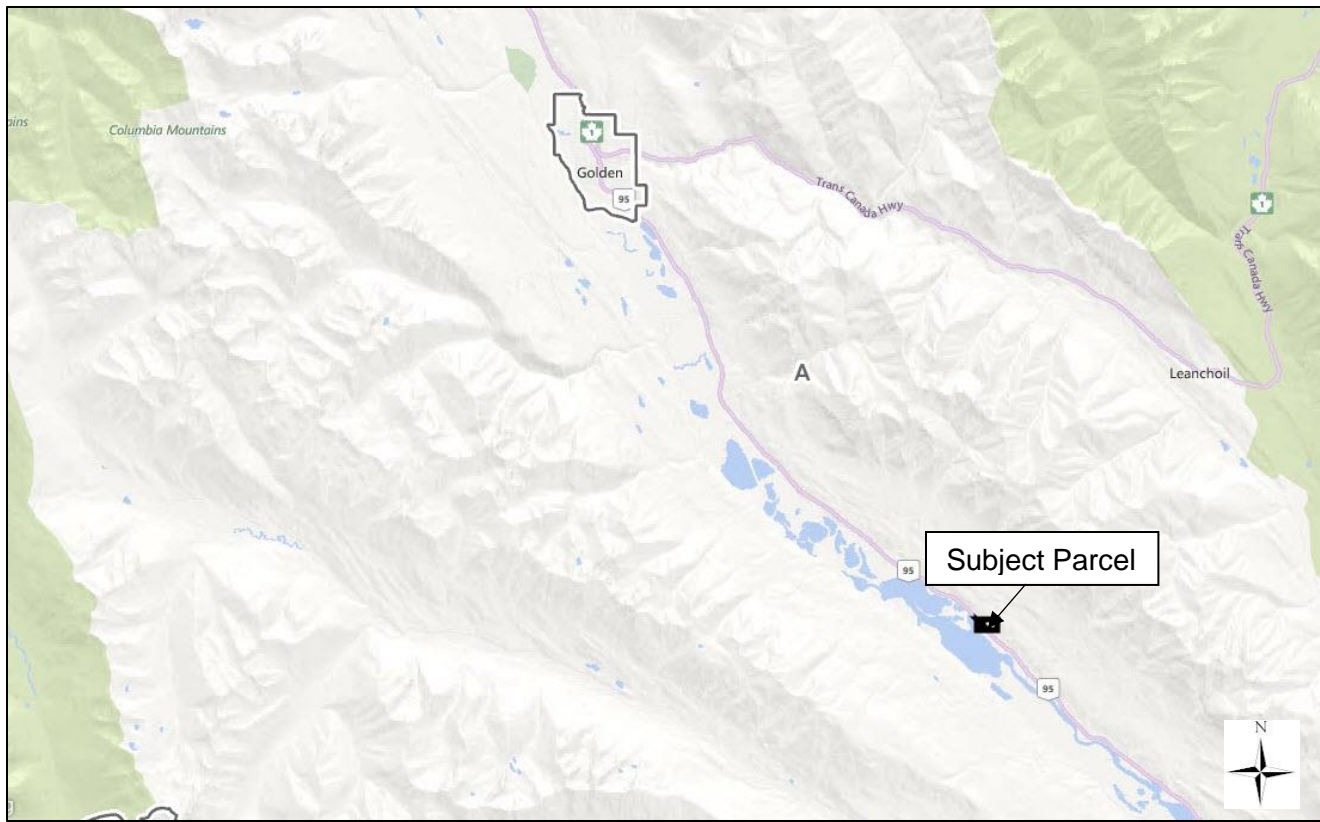 ains
Columbia Mountains
1
Golden
95
Trans Canada Hwy
1
Trans Canada Hwy
A
Leanchoil
95
Subject Parcel
95
N